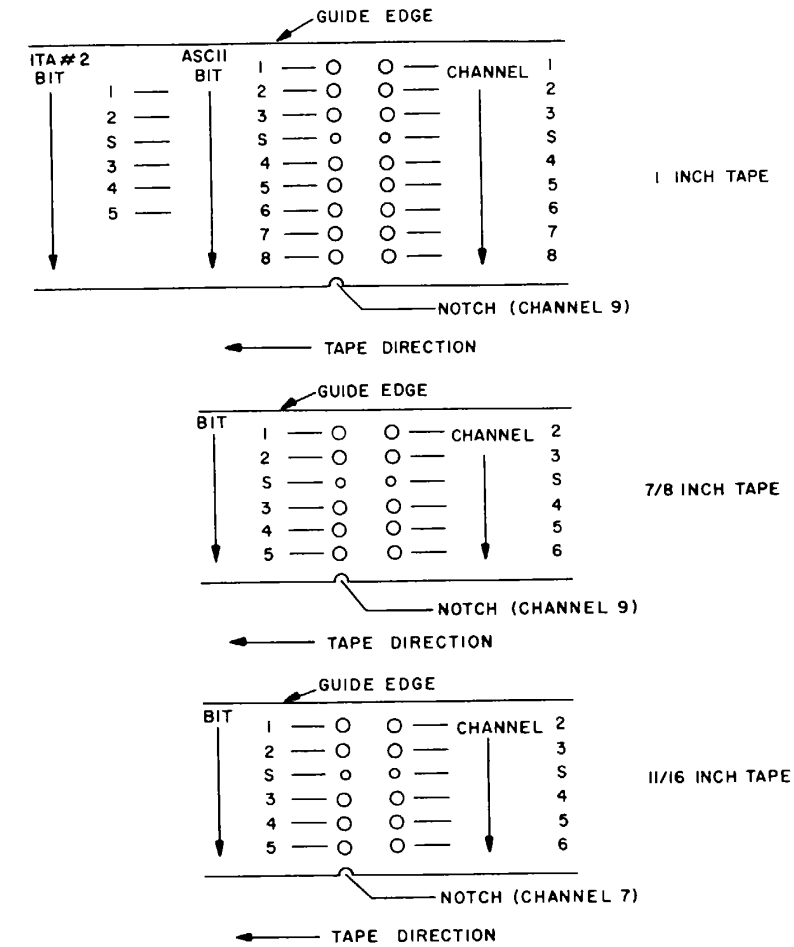 GUIDE EDGE
ITA#2 BIT
ASCII BIT
1 1 CHANNEL 1
1 2 2
2 3 3
S S S
3 4 4
4 5 5
5 6 6
7 7
8 8
NOTCH (CHANNEL 9)
1 INCH TAPE
TAPE DIRECTION
GUIDE EDGE
BIT 1 CHANNEL 2
2 3
S S
3 4
4 5
5 6
7/8 INCH TAPE
NOTCH (CHANNEL 9)
TAPE DIRECTION
GUIDE EDGE
BIT 1 CHANNEL 2
2 3
S S
3 4
4 5
5 6
11/16 INCH TAPE
NOTCH (CHANNEL 7)
TAPE DIRECTION